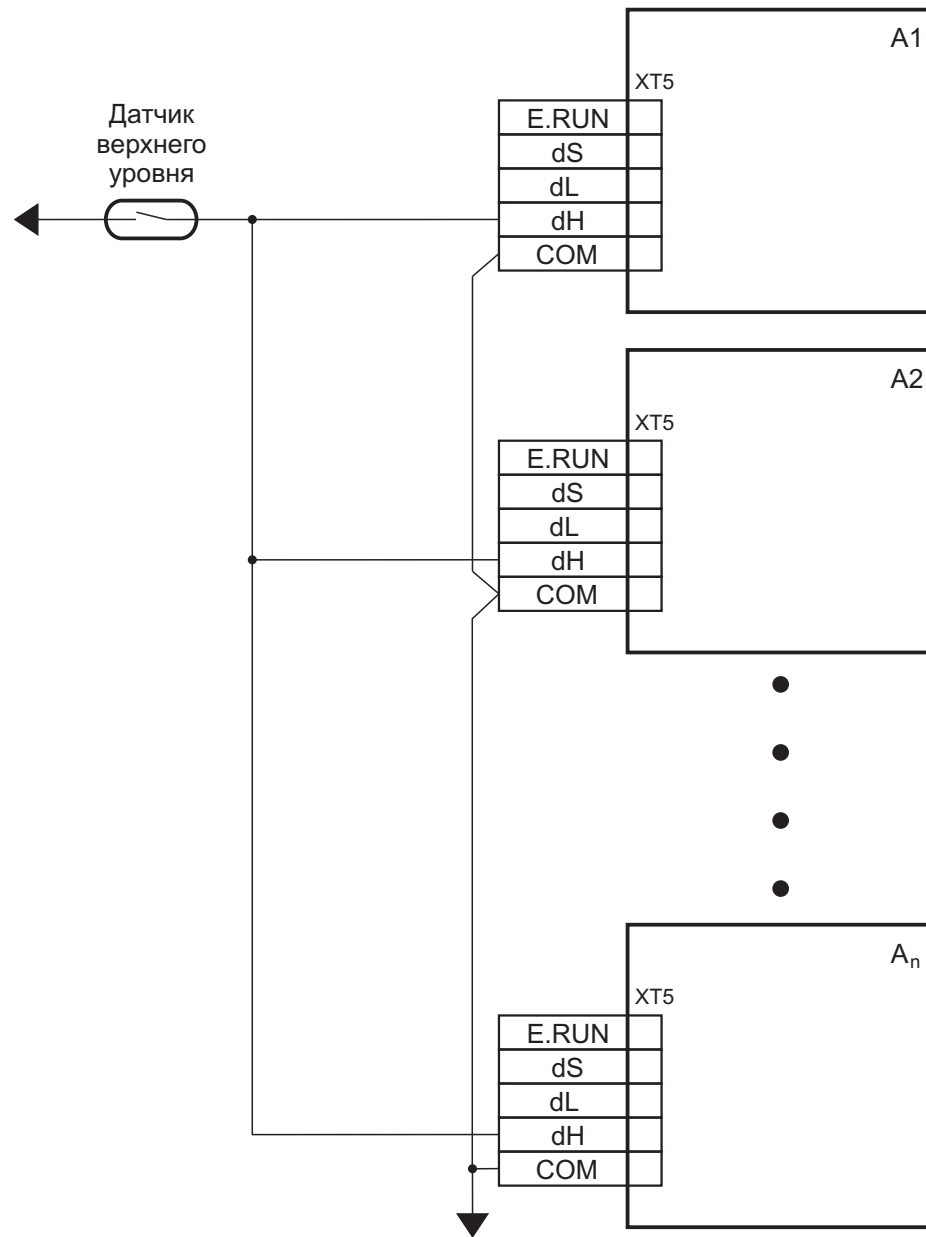 A1
XT5
Датчик
верхнего
уровня
E.RUN
dS
dL
dH
COM
A2
XT5
E.RUN
dS
dL
dH
COM
An
XT5
E.RUN
dS
dL
dH
COM